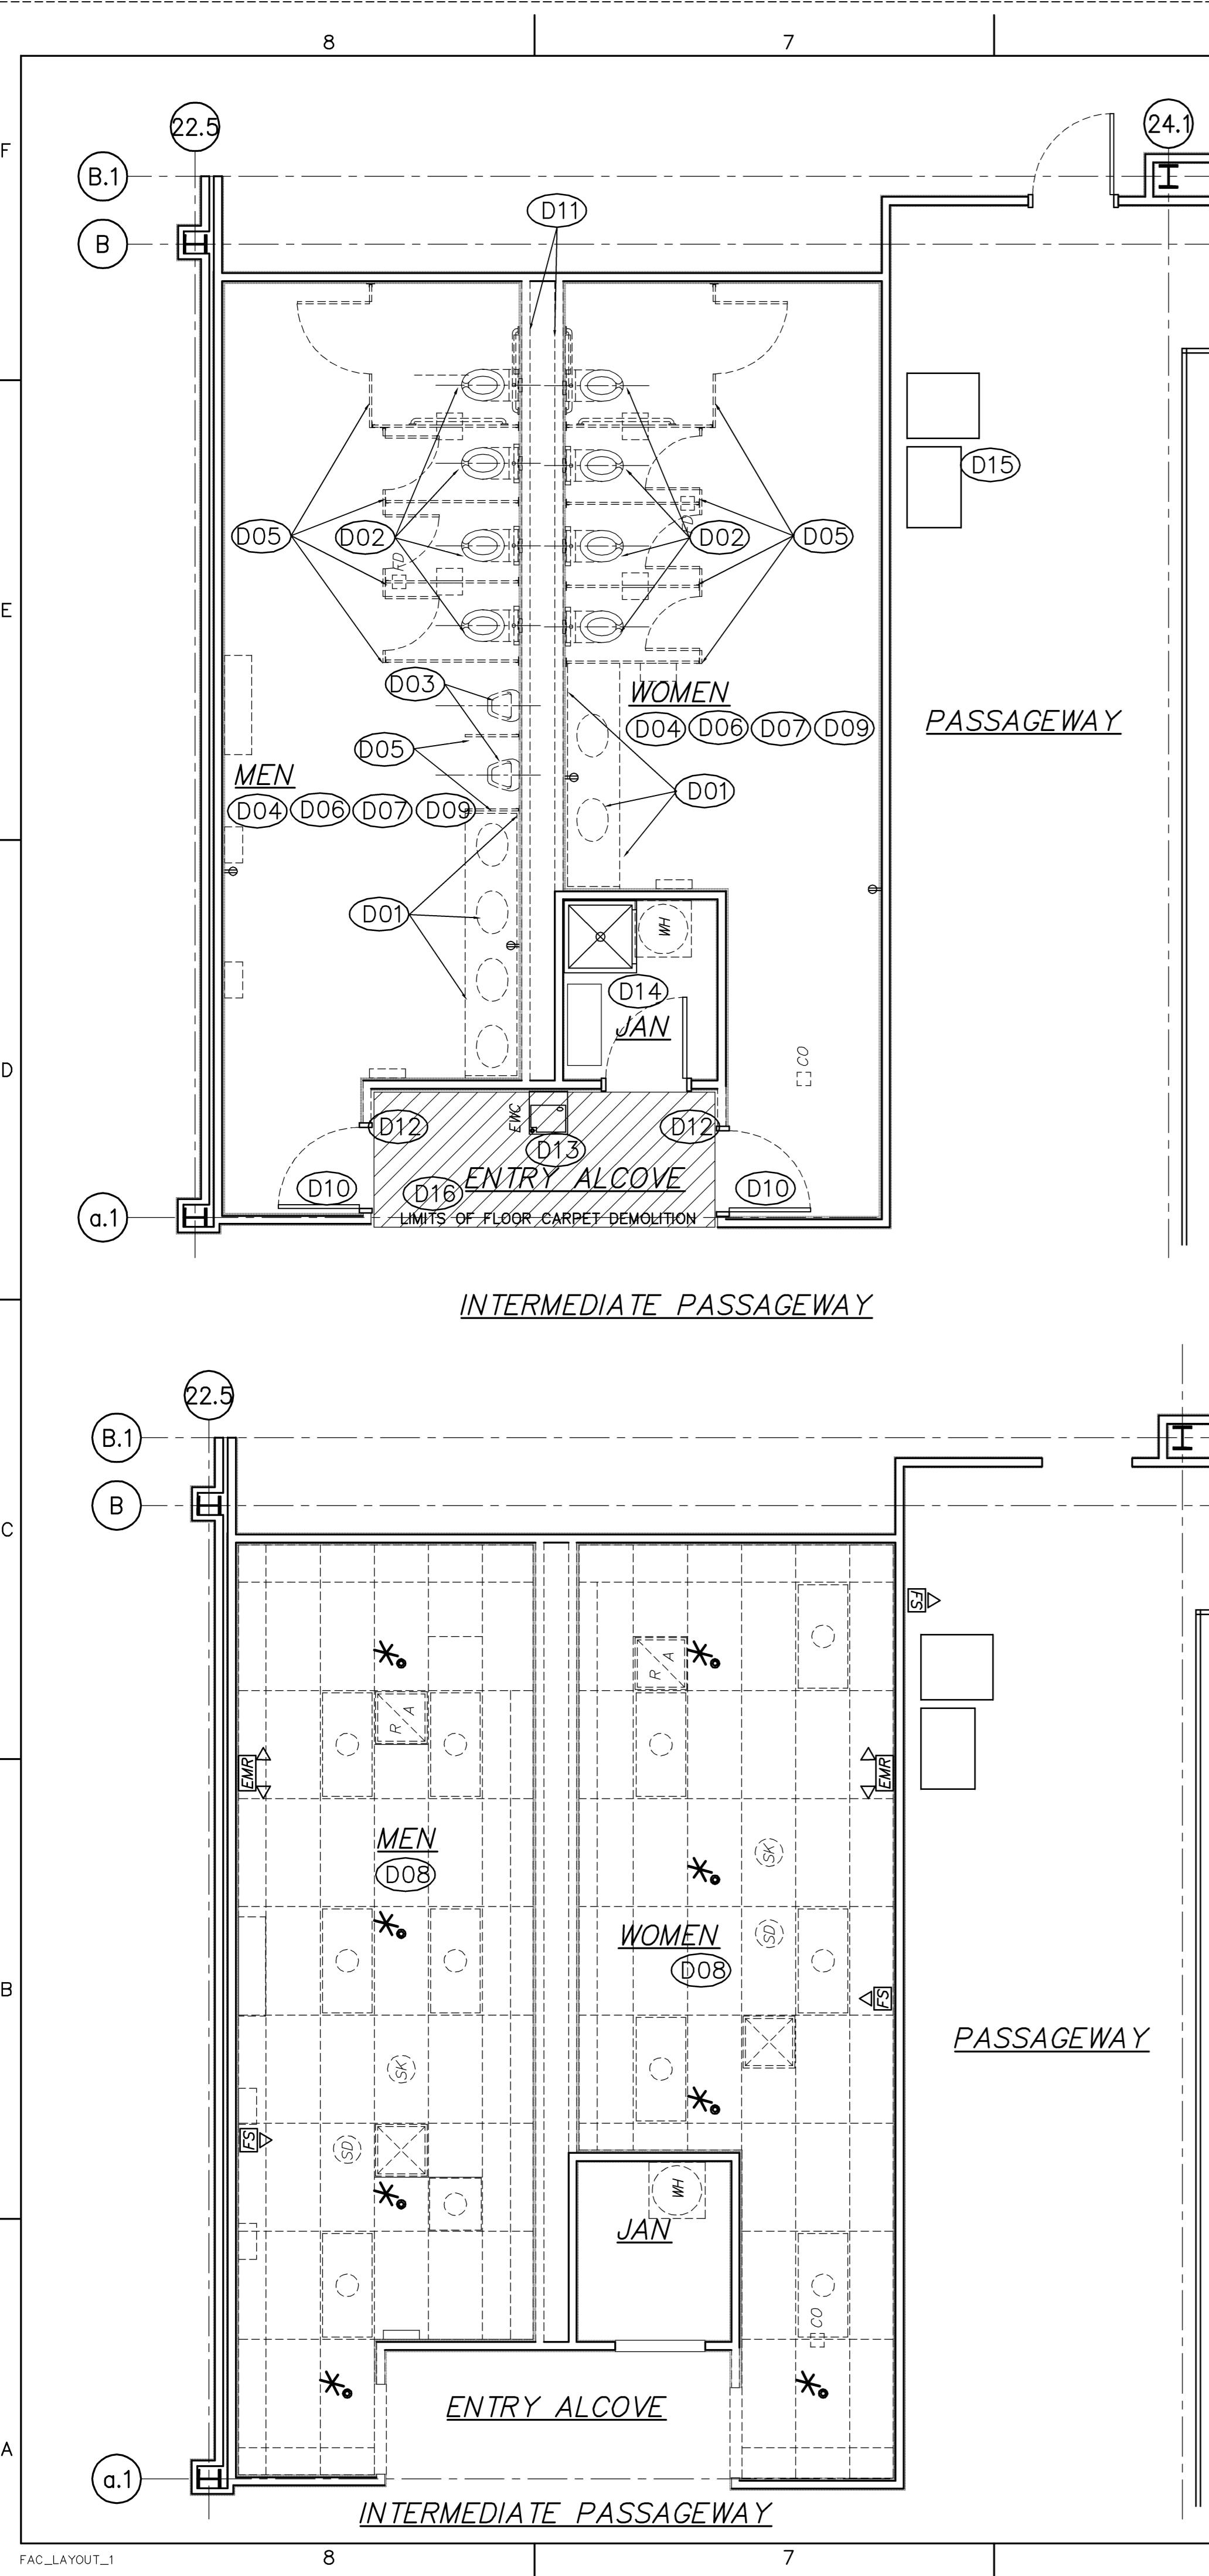 8 7
F
22.5 24.1
B.1
B
D11
D15
D05 D02 D02 D05
RD
E
D03
WOMEN
D04 D06 D07 D09
PASSAGEWAY
D05
MEN
D04 D06 D07 D09
D01
D01
WH
D14
JAN
D
CO
EWC
D12 D12
D13
ENTRY ALCOVE
D10 D16 D10
LIMITS OF FLOOR CARPET DEMOLITION
a.1
INTERMEDIATE PASSAGEWAY
22.5
B.1
B
C
FS
R A
R A
EMR EMR
MEN
D08
SK
WOMEN
SD
D08
B
FS
PASSAGEWAY
SK
FS
SD
WH
JAN
CO
ENTRY ALCOVE
A
a.1
INTERMEDIATE PASSAGEWAY
FAC_LAYOUT_1
8 7